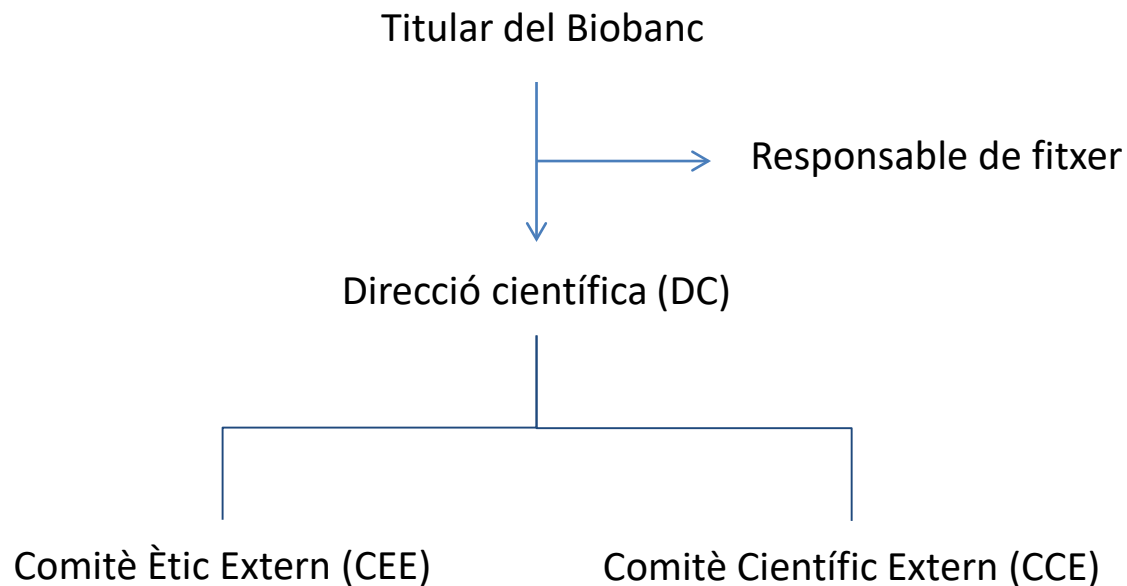 Titular del Biobanc
Responsable de fitxer
Direcció científica (DC)
Comitè Ètic Extern (CEE)
Comitè Científic Extern (CCE)